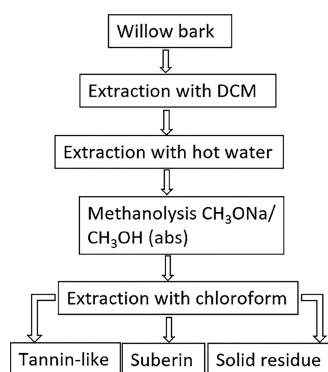 Willow bark
Extraction with DCM
Extraction with hot water
Methanolysis CH₃ONa/
CH₃OH (abs)
Extraction with chloroform
Tannin-like
Suberin
Solid residue